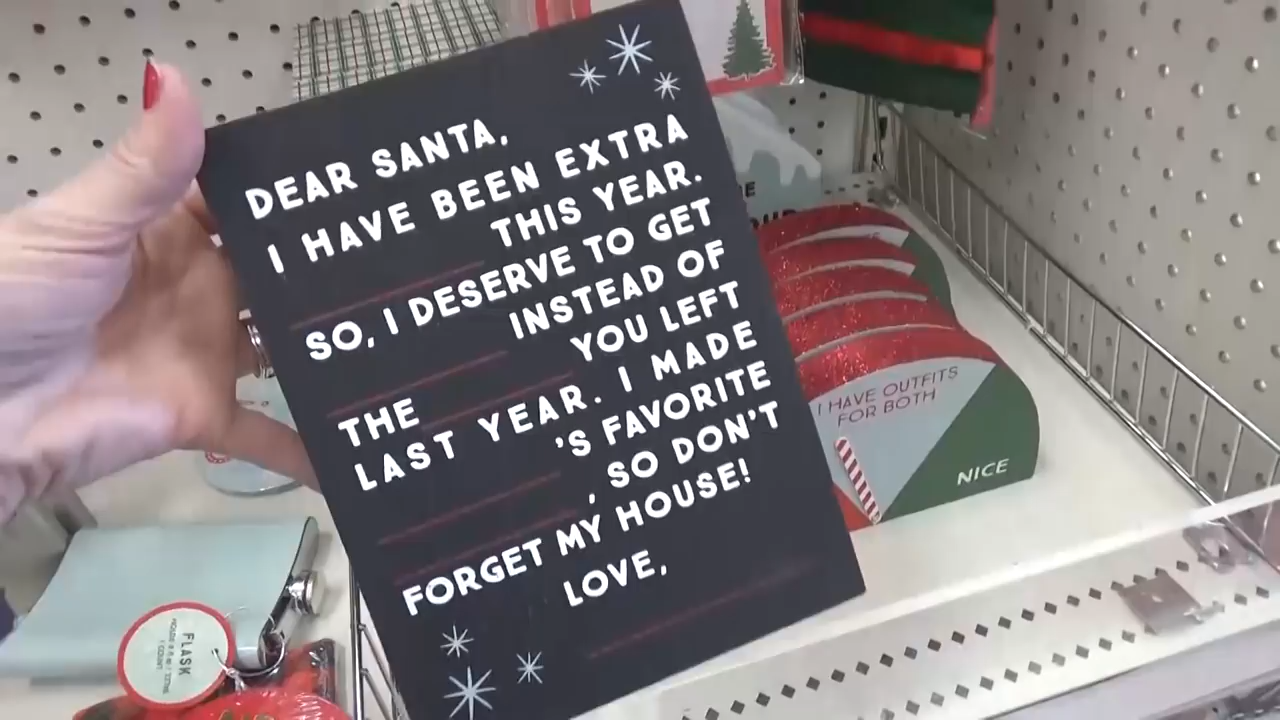 DEAR SANTA,
I HAVE BEEN EXTRA
THIS YEAR.
SO, I DESERVE TO GET
INSTEAD OF
THE YOU LEFT
LAST YEAR. I MADE
'S FAVORITE
, SO DON'T
FORGET MY HOUSE!
LOVE,
I HAVE OUTFITS
FOR BOTH
NICE
FLASK